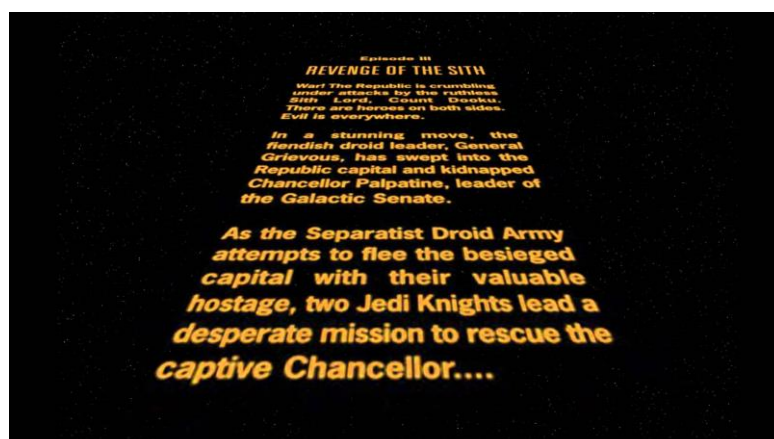 Episode III
REVENGE OF THE SITH
War! The Republic is crumbling
under attacks by the ruthless
Sith Lord, Count Dooku.
There are heroes on both sides.
Evil is everywhere.
In a stunning move, the
fiendish droid leader, General
Grievous, has swept into the
Republic capital and kidnapped
Chancellor Palpatine, leader of
the Galactic Senate.
As the Separatist Droid Army
attempts to flee the besieged
capital with their valuable
hostage, two Jedi Knights lead a
desperate mission to rescue the
captive Chancellor....